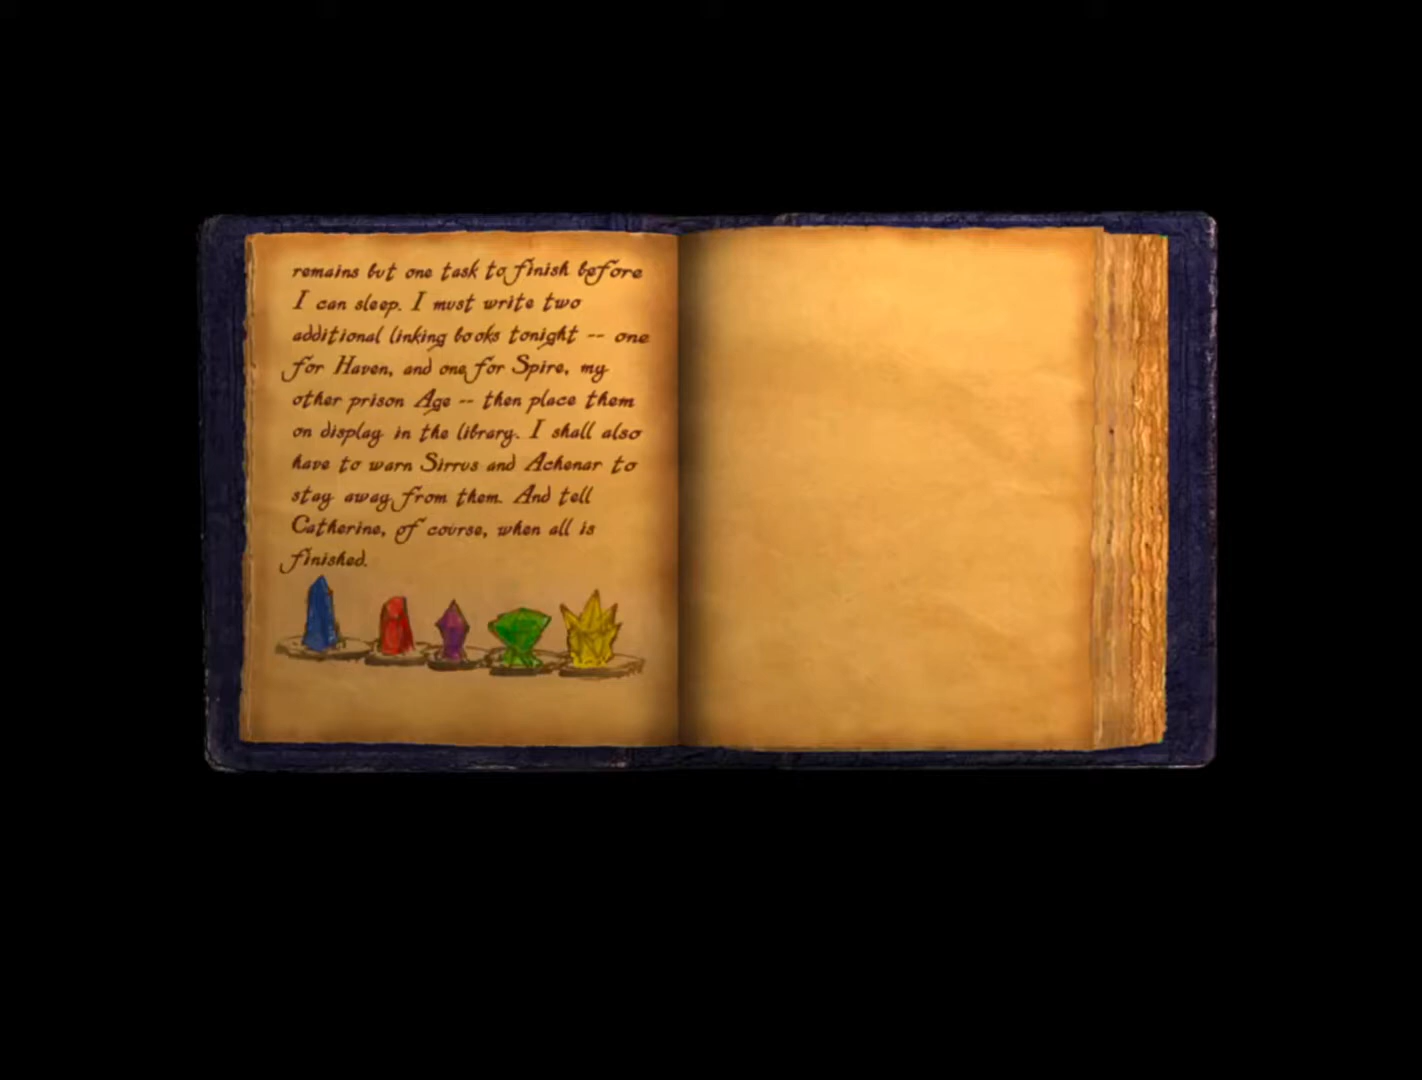 remains but one task to finish before
I can sleep. I must write two
additional linking books tonight -- one
for Haven, and one for Spire, my
other prison Age -- then place them
on display in the library. I shall also
have to warn Sirrus and Achenar to
stay away from them. And tell
Catherine, of course, when all is
finished.